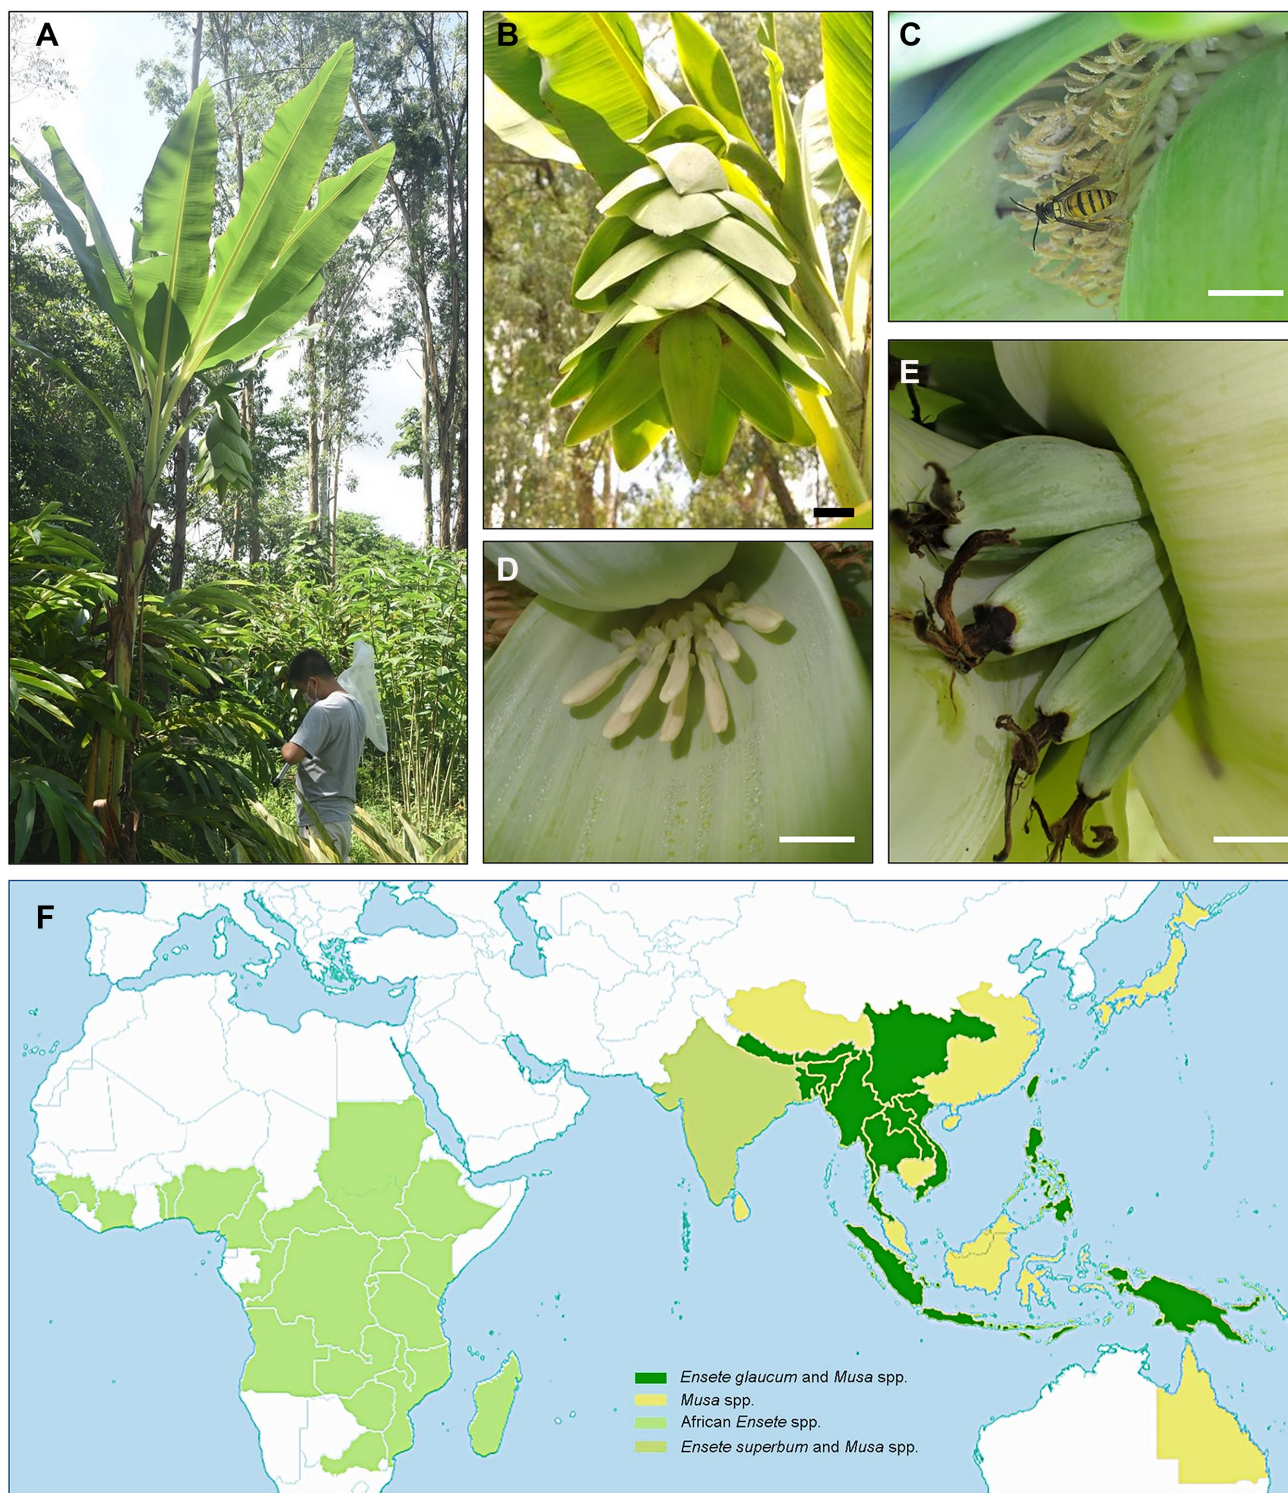 A
B
C
D
E
F
Ensete glaucum and Musa spp.
Musa spp.
African Ensete spp.
Ensete superbum and Musa spp.